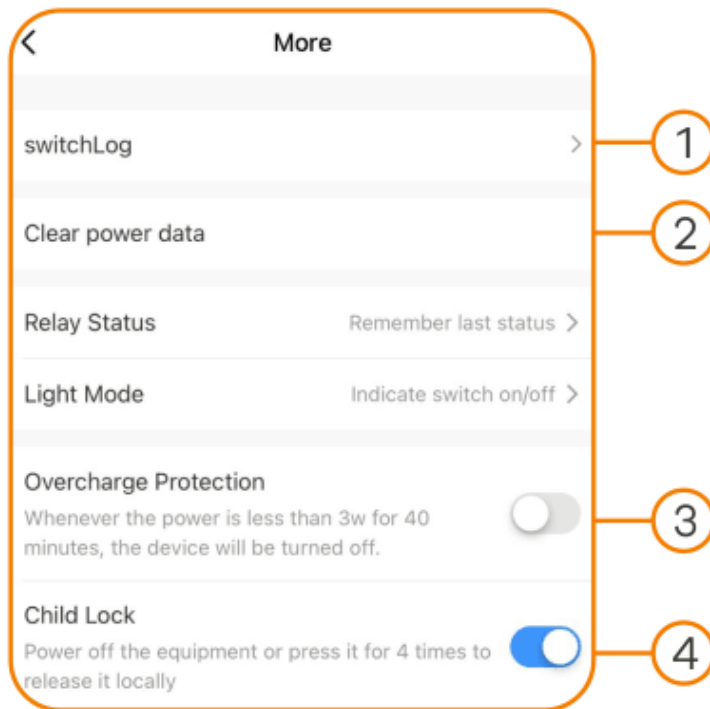 More
switchLog
1
Clear power data
2
Relay Status Remember last status
Light Mode Indicate switch on/off
Overcharge Protection
Whenever the power is less than 3w for 40
minutes, the device will be turned off.
3
Child Lock
Power off the equipment or press it for 4 times to
release it locally
4